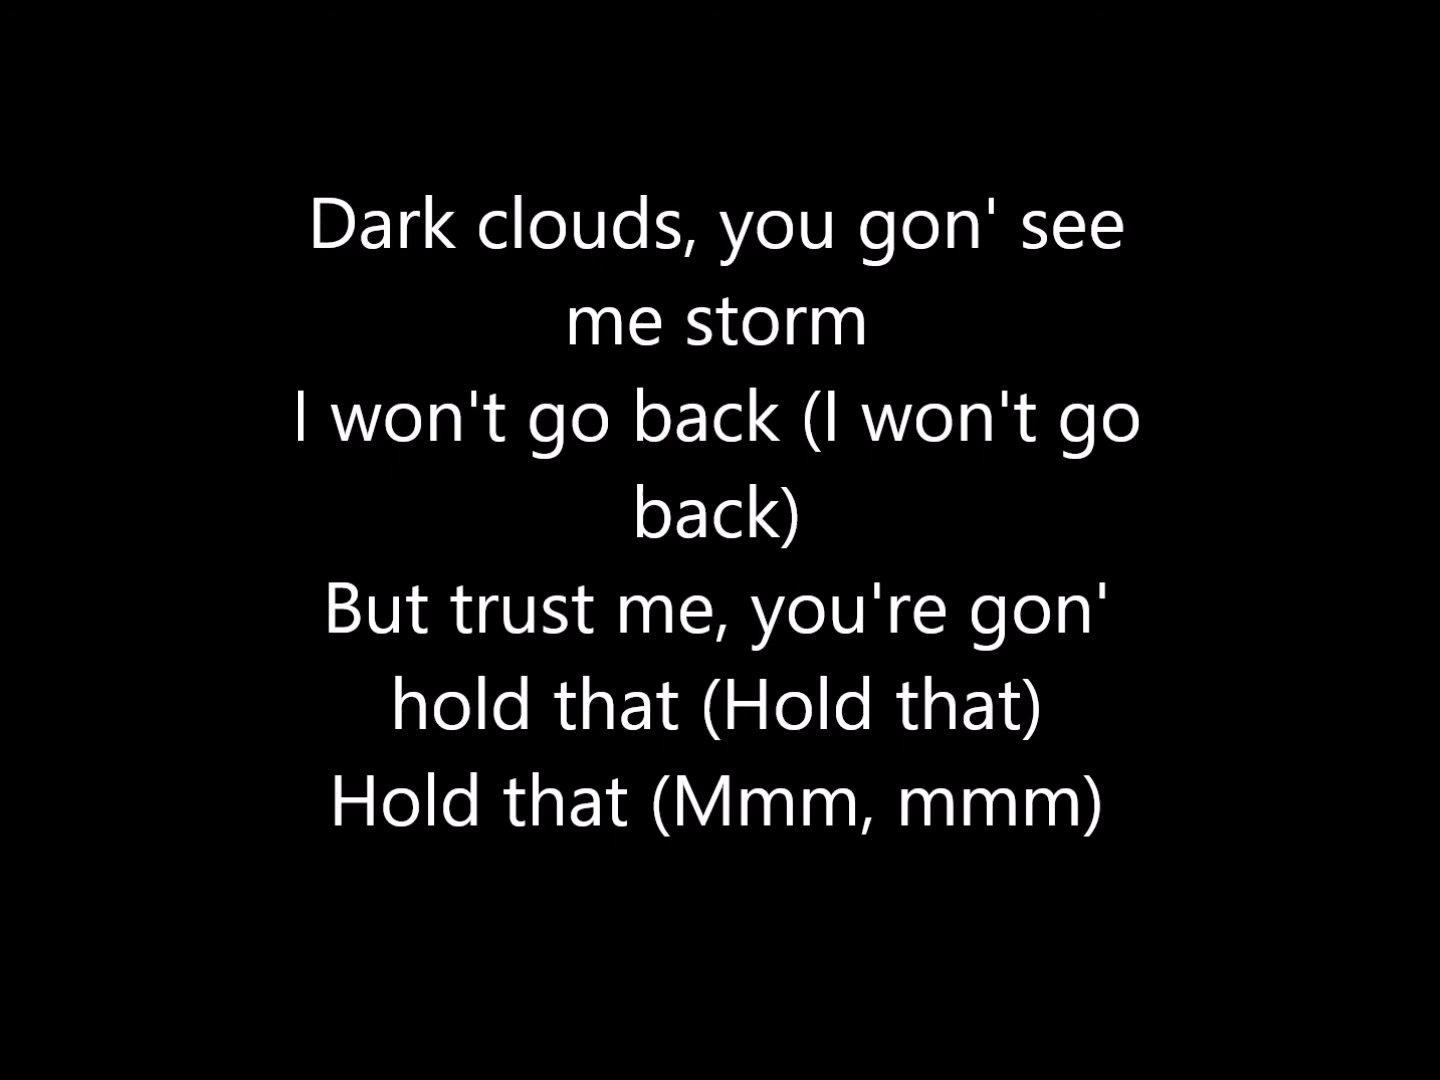 Dark clouds, you gon' see
me storm
I won't go back (I won't go
back)
But trust me, you're gon'
hold that (Hold that)
Hold that (Mmm, mmm)